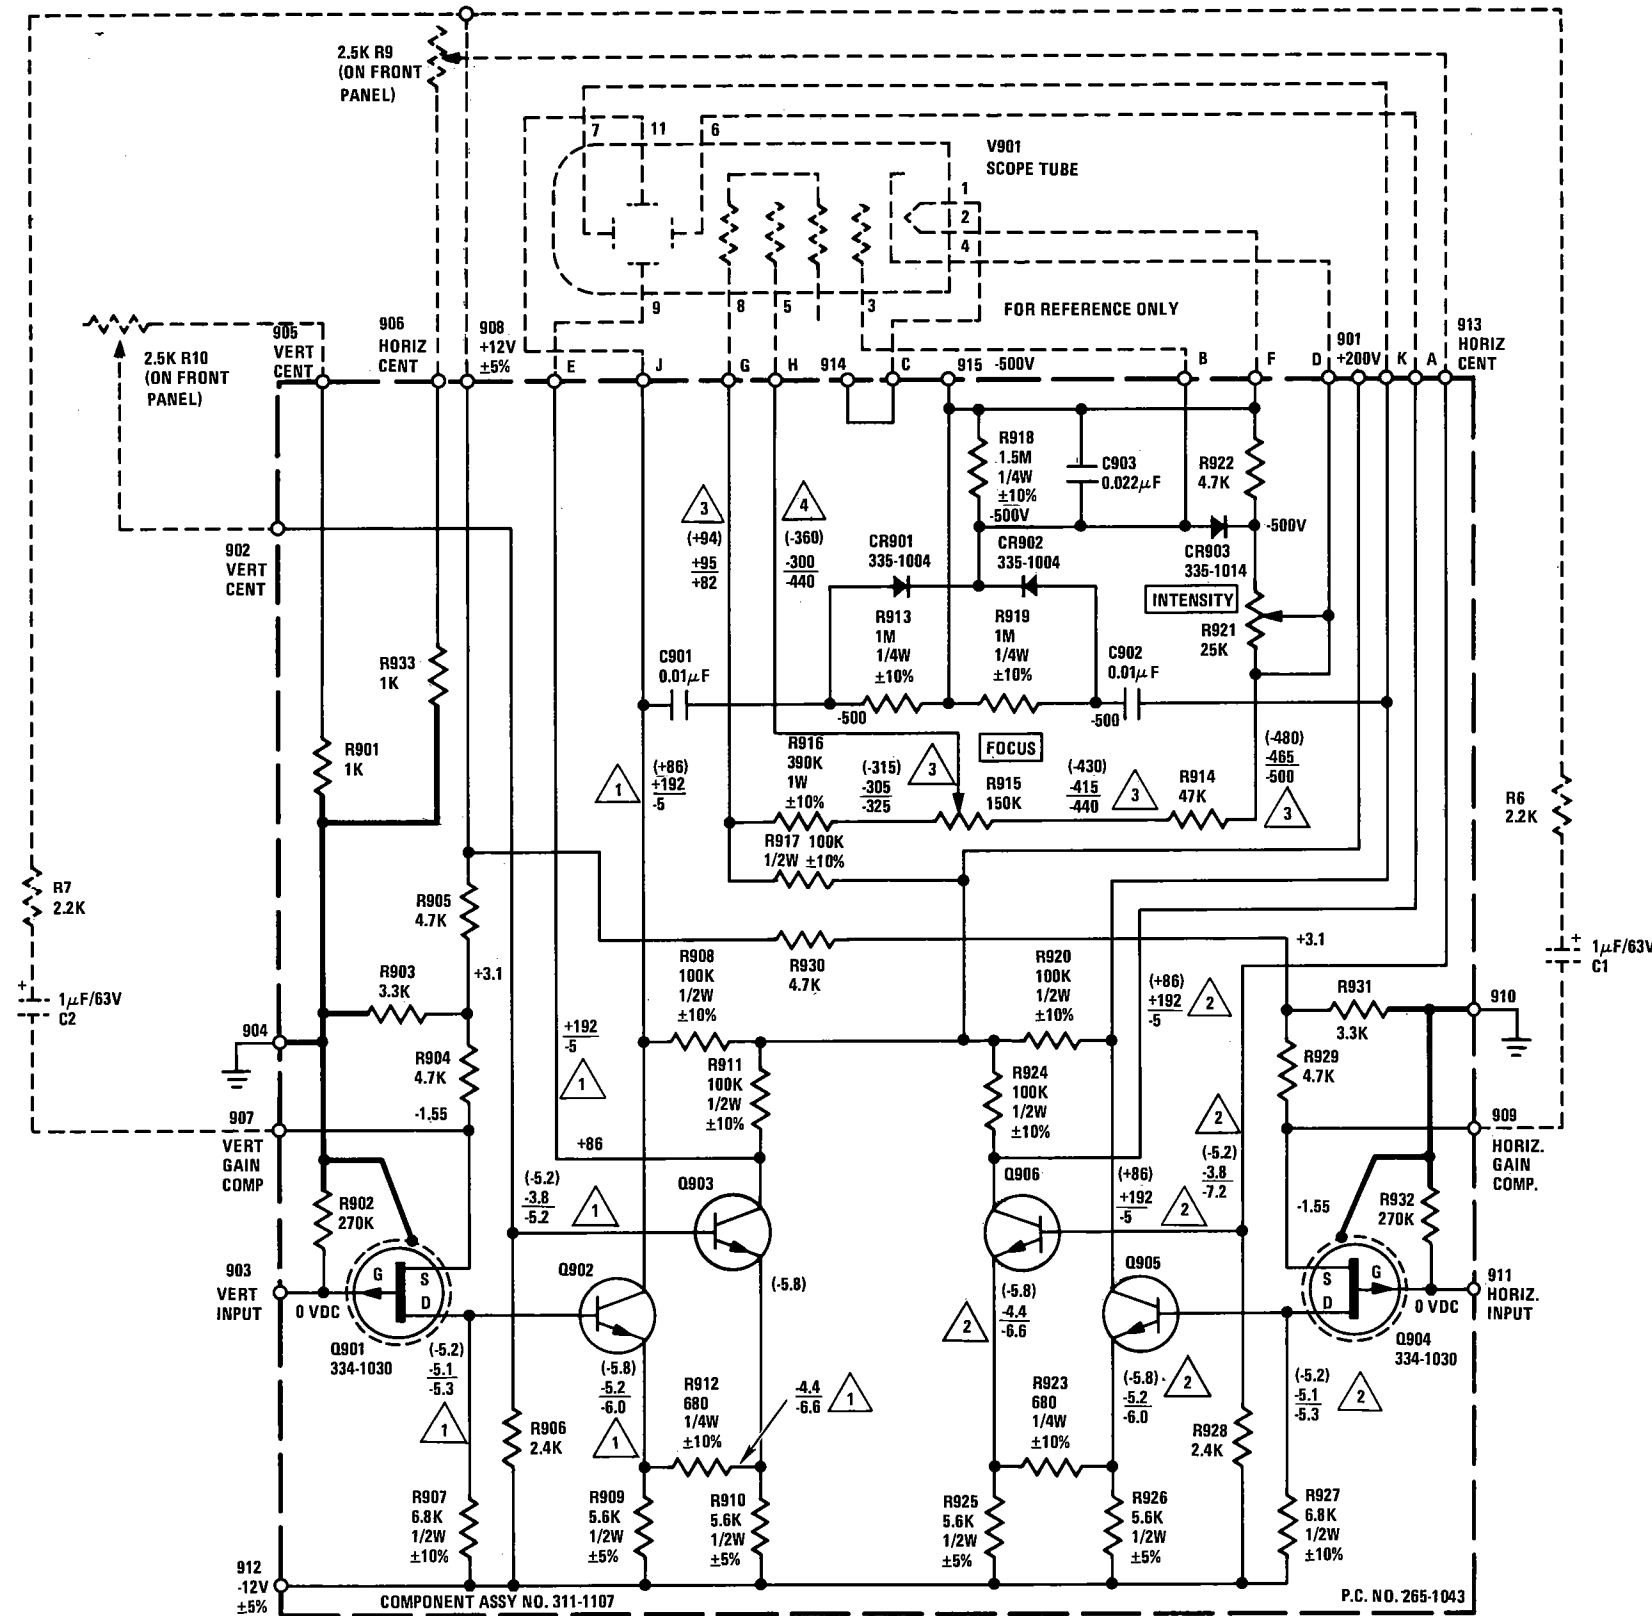 2.5K R9
(ON FRONT
PANEL)
7
11
6
V901
SCOPE TUBE
1
2
4
9
8
5
3
FOR REFERENCE ONLY
2.5K R10
(ON FRONT
PANEL)
905
VERT
CENT
906
HORIZ
CENT
908
+12V
±5%
E
J
G
H
914
C
915 -500V
B
F
D
901
+200V
K
A
913
HORIZ
CENT
R918
1.5M
1/4W
±10%
-500V
C903
0.022µF
R922
4.7K
-500V
3
(+94)
+95
+82
4
(-360)
-300
-440
CR901
335-1004
CR902
335-1004
CR903
335-1014
INTENSITY
R921
25K
902
VERT
CENT
R913
1M
1/4W
±10%
R919
1M
1/4W
±10%
C901
0.01µF
C902
0.01µF
-500
-500
R933
1K
R901
1K
R916
390K
1W
±10%
FOCUS
(-315)
-305
-325
3
R915
150K
(-430)
-415
-440
3
R914
47K
(-480)
-465
-500
3
1
(+86)
+192
-5
R917 100K
1/2W ±10%
R6
2.2K
R7
2.2K
R905
4.7K
+3.1
R903
3.3K
R930
4.7K
+3.1
+
1µF/63V
C2
+
1µF/63V
C1
R908
100K
1/2W
±10%
R920
100K
1/2W
±10%
(+86)
+192
-5
2
R931
3.3K
910
904
R904
4.7K
-1.55
+192
-5
1
R911
100K
1/2W
±10%
R924
100K
1/2W
±10%
R929
4.7K
907
VERT
GAIN
COMP
909
HORIZ.
GAIN
COMP.
+86
2
(-5.2)
-3.8
-7.2
(-5.2)
-3.8
-5.2
1
Q903
Q906
(+86)
+192
-5
2
R902
270K
-1.55
R932
270K
903
VERT
INPUT
0 VDC
G
S
D
Q901
334-1030
Q902
(-5.8)
(-5.8)
-4.4
-6.6
2
Q905
S
G
D
0 VDC
911
HORIZ.
INPUT
Q904
334-1030
(-5.2)
-5.1
-5.3
1
(-5.8)
-5.2
-6.0
1
R912
680
1/4W
±10%
-4.4
-6.6
1
R923
680
1/4W
±10%
(-5.8)
-5.2
-6.0
2
(-5.2)
-5.1
-5.3
2
R906
2.4K
R928
2.4K
R907
6.8K
1/2W
±10%
R909
5.6K
1/2W
±5%
R910
5.6K
1/2W
±5%
R925
5.6K
1/2W
±5%
R926
5.6K
1/2W
±5%
R927
6.8K
1/2W
±10%
912
-12V
±5%
COMPONENT ASSY NO. 311-1107
P.C. NO. 265-1043